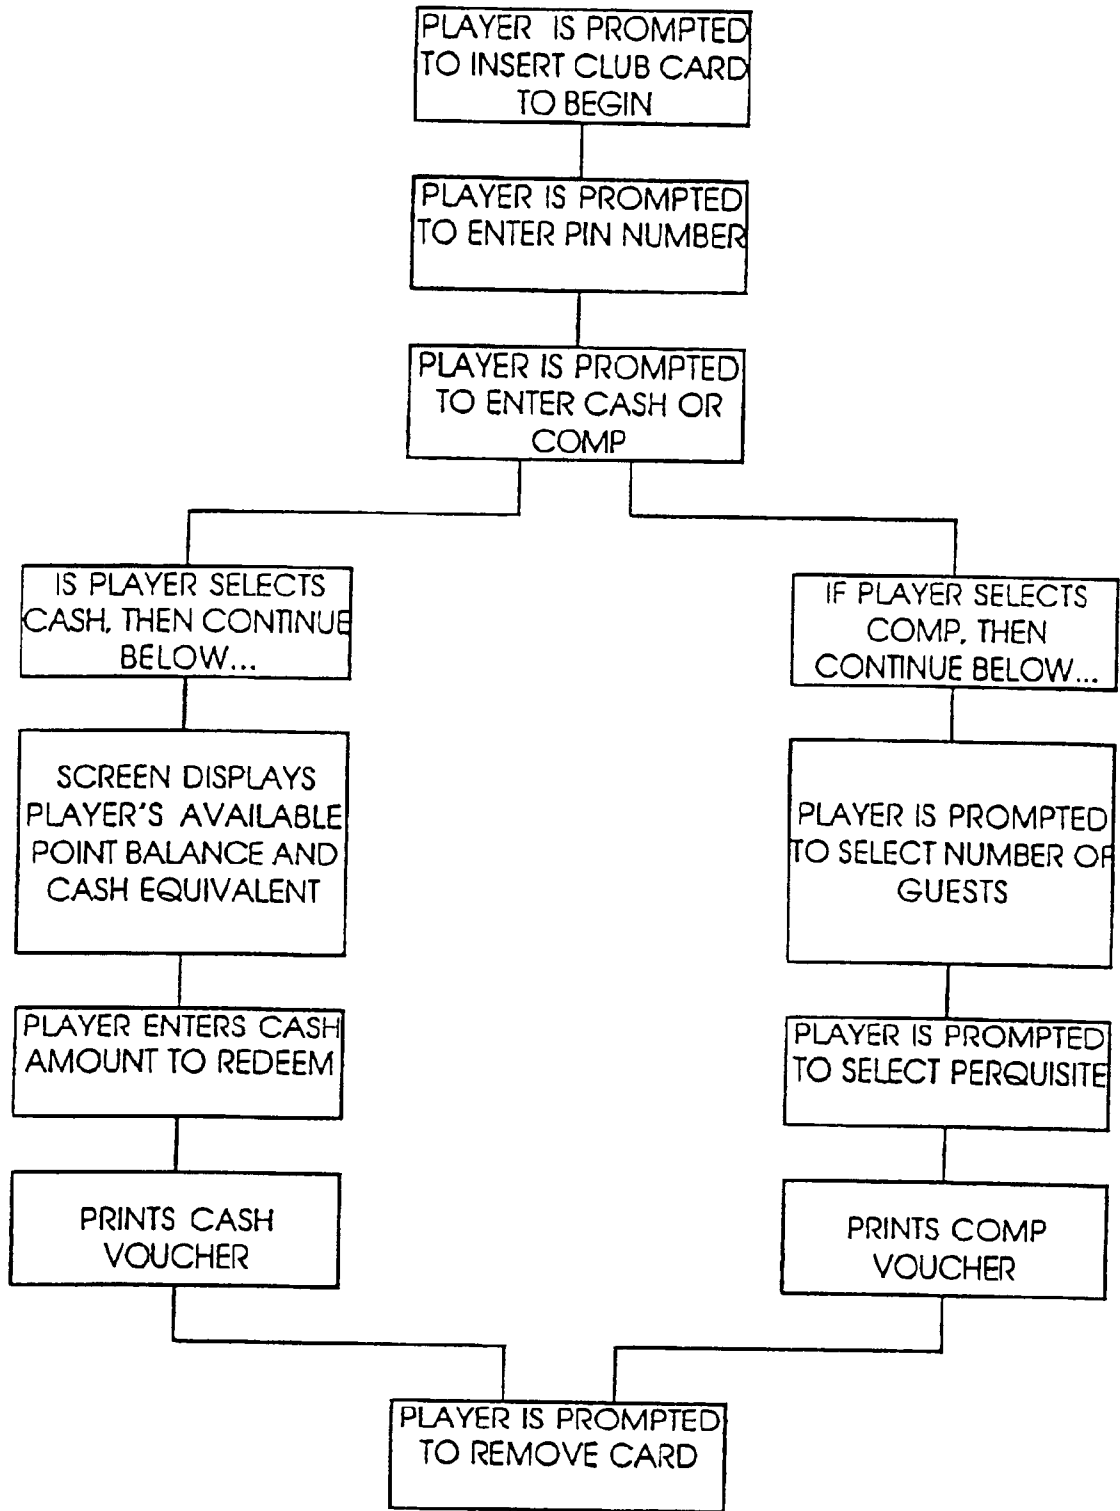 PLAYER IS PROMPTED
TO INSERT CLUB CARD
TO BEGIN
PLAYER IS PROMPTED
TO ENTER PIN NUMBER
PLAYER IS PROMPTED
TO ENTER CASH OR
COMP
IS PLAYER SELECTS
CASH, THEN CONTINUE
BELOW...
SCREEN DISPLAYS
PLAYER'S AVAILABLE
POINT BALANCE AND
CASH EQUIVALENT
PLAYER ENTERS CASH
AMOUNT TO REDEEM
PRINTS CASH
VOUCHER
IF PLAYER SELECTS
COMP, THEN
CONTINUE BELOW...
PLAYER IS PROMPTED
TO SELECT NUMBER OF
GUESTS
PLAYER IS PROMPTED
TO SELECT PERQUISITE
PRINTS COMP
VOUCHER
PLAYER IS PROMPTED
TO REMOVE CARD